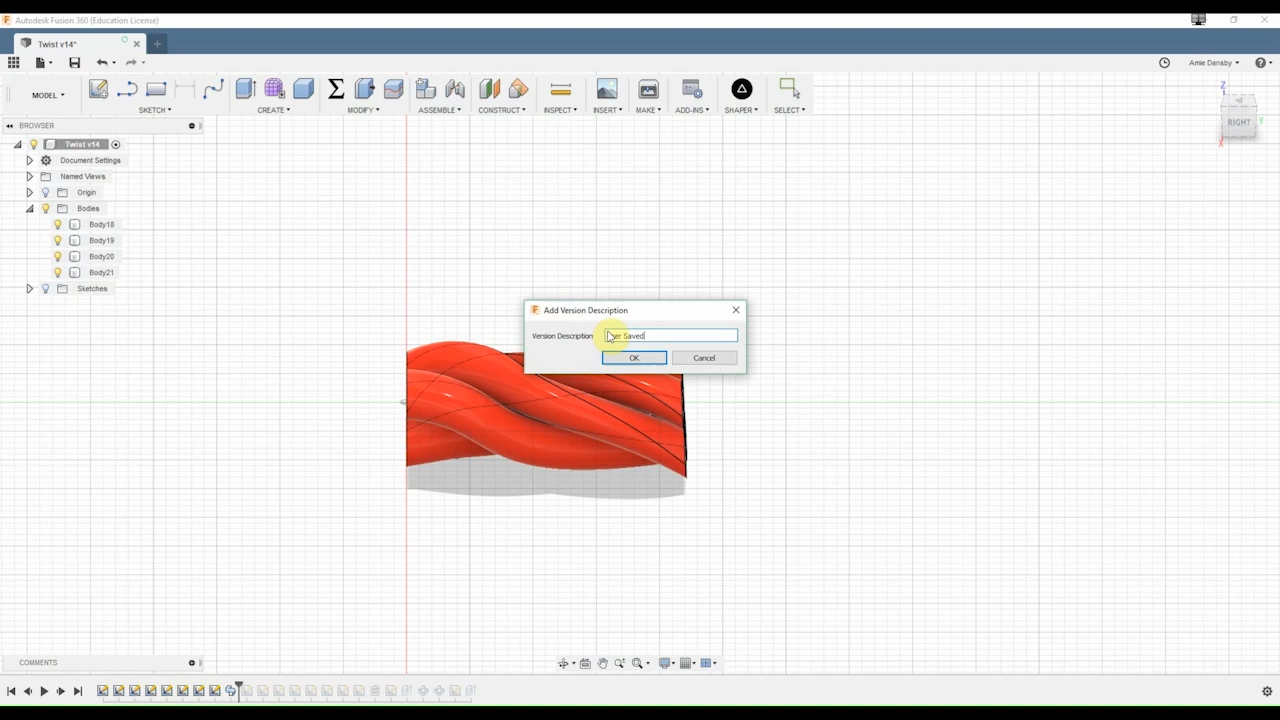 Autodesk Fusion 360 (Education License)
Twist v14*
Amie Dansby
MODEL
SKETCH
CREATE
MODIFY
ASSEMBLE
CONSTRUCT
INSPECT
INSERT
MAKE
ADD-INS
SHAPER
SELECT
Z
RIGHT
Y
X
BROWSER
Twist v14
Document Settings
Named Views
Origin
Bodies
Body18
Body19
Body20
Body21
Sketches
Add Version Description
Version Description
Saved
OK
Cancel
COMMENTS